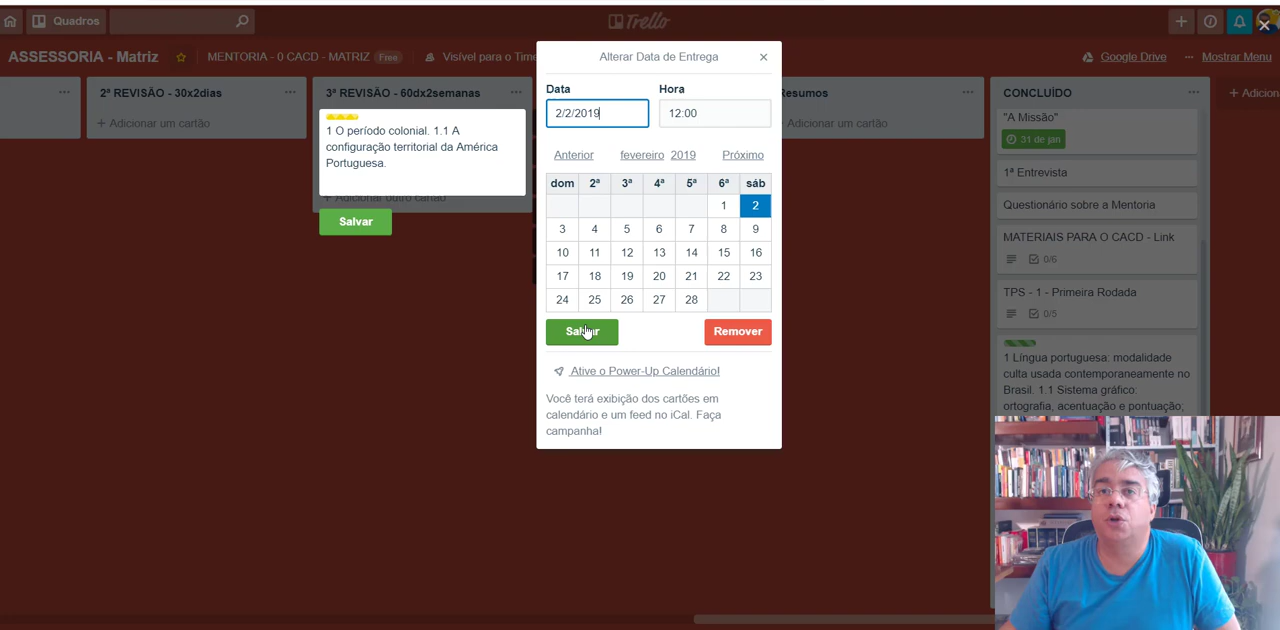 Quadros
Trello
ASSESSORIA - Matriz
MENTORIA - 0 CACD - MATRIZ Free
Visível para o Time
Google Drive
Mostrar Menu
2º REVISÃO - 30x2dias
+ Adicionar um cartão
3º REVISÃO - 60dx2semanas
1 O período colonial. 1.1 A
configuração territorial da América
Portuguesa.
+ Adicionar outro cartão
Salvar
Alterar Data de Entrega
Data
Hora
2/2/2019
12:00
Anterior
fevereiro 2019
Próximo
dom 2ª 3ª 4ª 5ª 6ª sáb
1 2
3 4 5 6 7 8 9
10 11 12 13 14 15 16
17 18 19 20 21 22 23
24 25 26 27 28
Salvar
Remover
Ative o Power-Up Calendário!
Você terá exibição dos cartões em
calendário e um feed no iCal. Faça
campanha!
Resumos
Adicionar um cartão
CONCLUÍDO
"A Missão"
31 de jan
1ª Entrevista
Questionário sobre a Mentoria
MATERIAIS PARA O CACD - Link
0/6
TPS - 1 - Primeira Rodada
0/5
1 Língua portuguesa: modalidade
culta usada contemporaneamente no
Brasil. 1.1 Sistema gráfico:
ortografia, acentuação e pontuação;
+ Adicion